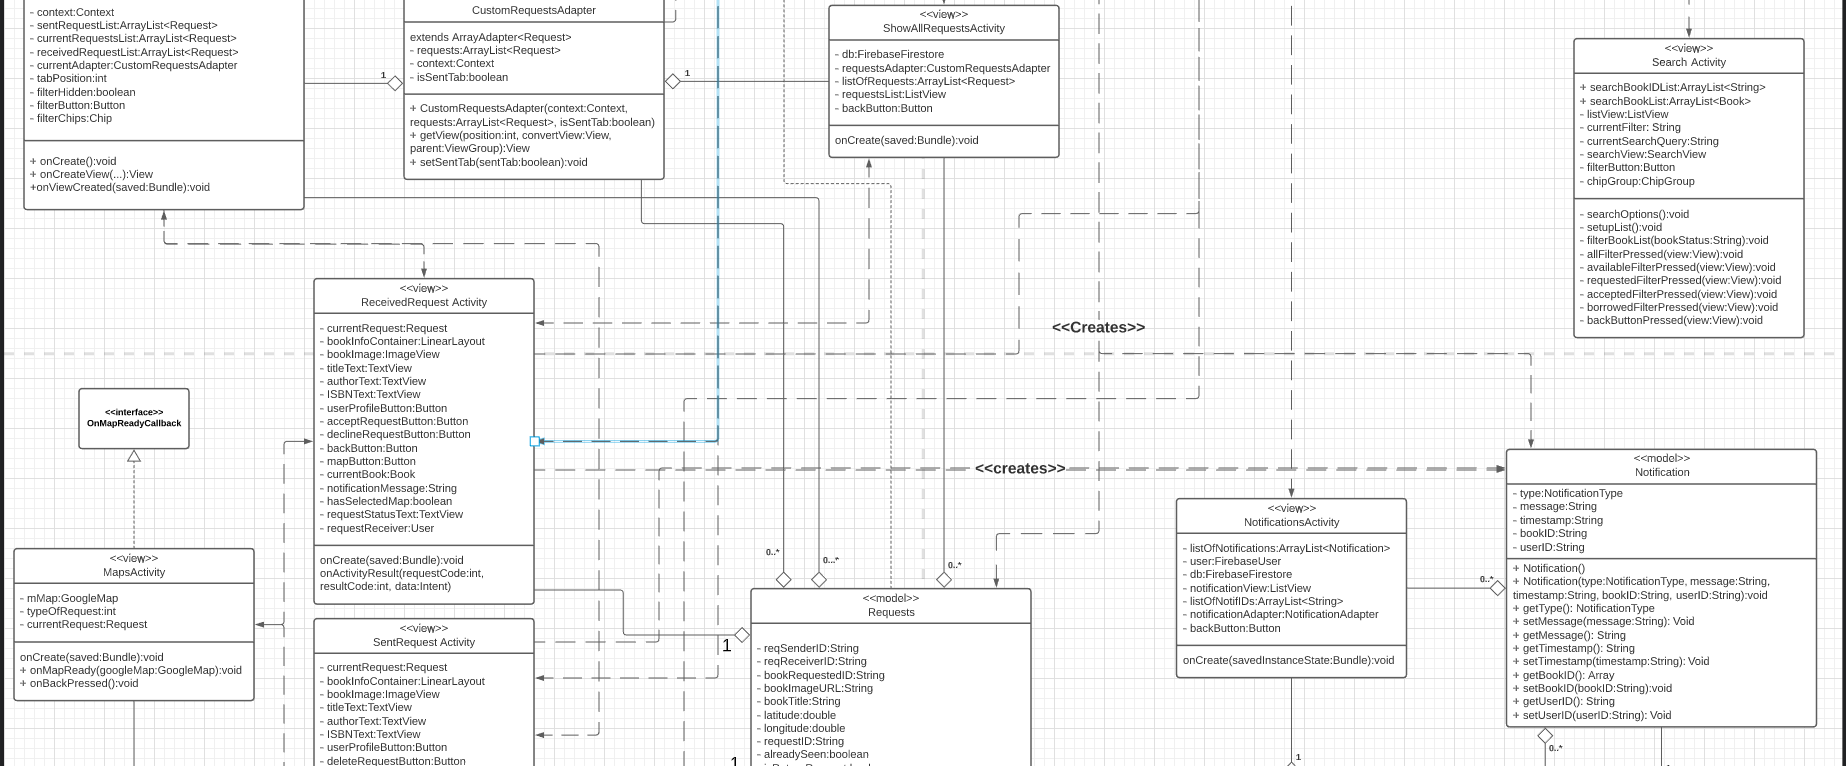 - context:Context
- sentRequestList:ArrayList<Request>
- currentRequestsList:ArrayList<Request>
- receivedRequestList:ArrayList<Request>
- currentAdapter:CustomRequestsAdapter
- tabPosition:int
- filterHidden:boolean
- filterButton:Button
- filterChips:Chip
+ onCreate():void
+ onCreateView(...):View
+onViewCreated(saved:Bundle):void
1
CustomRequestsAdapter
extends ArrayAdapter<Request>
- requests:ArrayList<Request>
- context:Context
- isSentTab:boolean
+ CustomRequestsAdapter(context:Context,
requests:ArrayList<Request>, isSentTab:boolean)
+ getView(position:int, convertView:View,
parent:ViewGroup):View
+ setSentTab(sentTab:boolean):void
1
<<view>>
ShowAllRequestsActivity
- db:FirebaseFirestore
- requestsAdapter:CustomRequestsAdapter
- listOfRequests:ArrayList<Request>
- requestsList:ListView
- backButton:Button
onCreate(saved:Bundle):void
<<view>>
Search Activity
+ searchBookIDList:ArrayList<String>
+ searchBookList:ArrayList<Book>
- listView:ListView
- currentFilter: String
- currentSearchQuery:String
- searchView:SearchView
- filterButton:Button
- chipGroup:ChipGroup
- searchOptions():void
- setupList():void
- filterBookList(bookStatus:String):void
- allFilterPressed(view:View):void
- availableFilterPressed(view:View):void
- requestedFilterPressed(view:View):void
- acceptedFilterPressed(view:View):void
- borrowedFilterPressed(view:View):void
- backButtonPressed(view:View):void
<<view>>
ReceivedRequest Activity
- currentRequest:Request
- bookInfoContainer:LinearLayout
- bookImage:ImageView
- titleText:TextView
- authorText:TextView
- ISBNText:TextView
- userProfileButton:Button
- acceptRequestButton:Button
- declineRequestButton:Button
- backButton:Button
- mapButton:Button
- currentBook:Book
- notificationMessage:String
- hasSelectedMap:boolean
- requestStatusText:TextView
- requestReceiver:User
onCreate(saved:Bundle):void
onActivityResult(requestCode:int,
resultCode:int, data:Intent)
<<Creates>>
<<creates>>
<<interface>>
OnMapReadyCallback
<<view>>
MapsActivity
- mMap:GoogleMap
- typeOfRequest:int
- currentRequest:Request
onCreate(saved:Bundle):void
+ onMapReady(googleMap:GoogleMap):void
+ onBackPressed():void
<<view>>
SentRequest Activity
- currentRequest:Request
- bookInfoContainer:LinearLayout
- bookImage:ImageView
- titleText:TextView
- authorText:TextView
- ISBNText:TextView
- userProfileButton:Button
- deleteRequestButton:Button
0..*
0...*
0..*
1
1
<<model>>
Requests
- reqSenderID:String
- reqReceiverID:String
- bookRequestedID:String
- bookImageURL:String
- bookTitle:String
- latitude:double
- longitude:double
- requestID:String
- alreadySeen:boolean
<<view>>
NotificationsActivity
- listOfNotifications:ArrayList<Notification>
- user:FirebaseUser
- db:FirebaseFirestore
- notificationView:ListView
- listOfNotifIDs:ArrayList<String>
- notificationAdapter:NotificationAdapter
- backButton:Button
onCreate(savedInstanceState:Bundle):void
1
0..*
<<model>>
Notification
- type:NotificationType
- message:String
- timestamp:String
- bookID:String
- userID:String
+ Notification()
+ Notification(type:NotificationType, message:String,
timestamp:String, bookID:String, userID:String):void
+ getType(): NotificationType
+ setMessage(message:String): Void
+ getMessage(): String
+ getTimestamp(): String
+ setTimestamp(timestamp:String): Void
+ getBookID(): Array
+ setBookID(bookID:String):void
+ getUserID(): String
+ setUserID(userID:String): Void
0..*